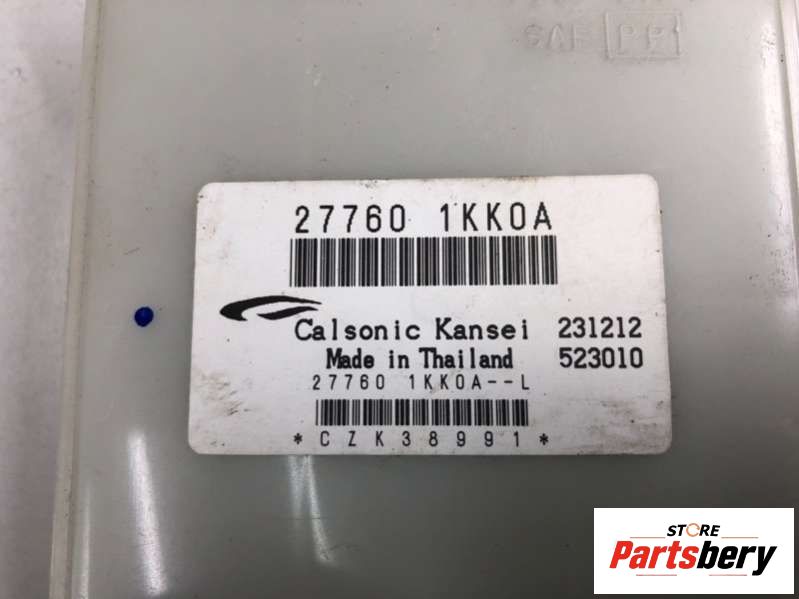 27760 1KK0A
Calsonic Kansei 231212
Made in Thailand 523010
27760 1KK0A--L
*CZK38991*
STORE
Partsbery